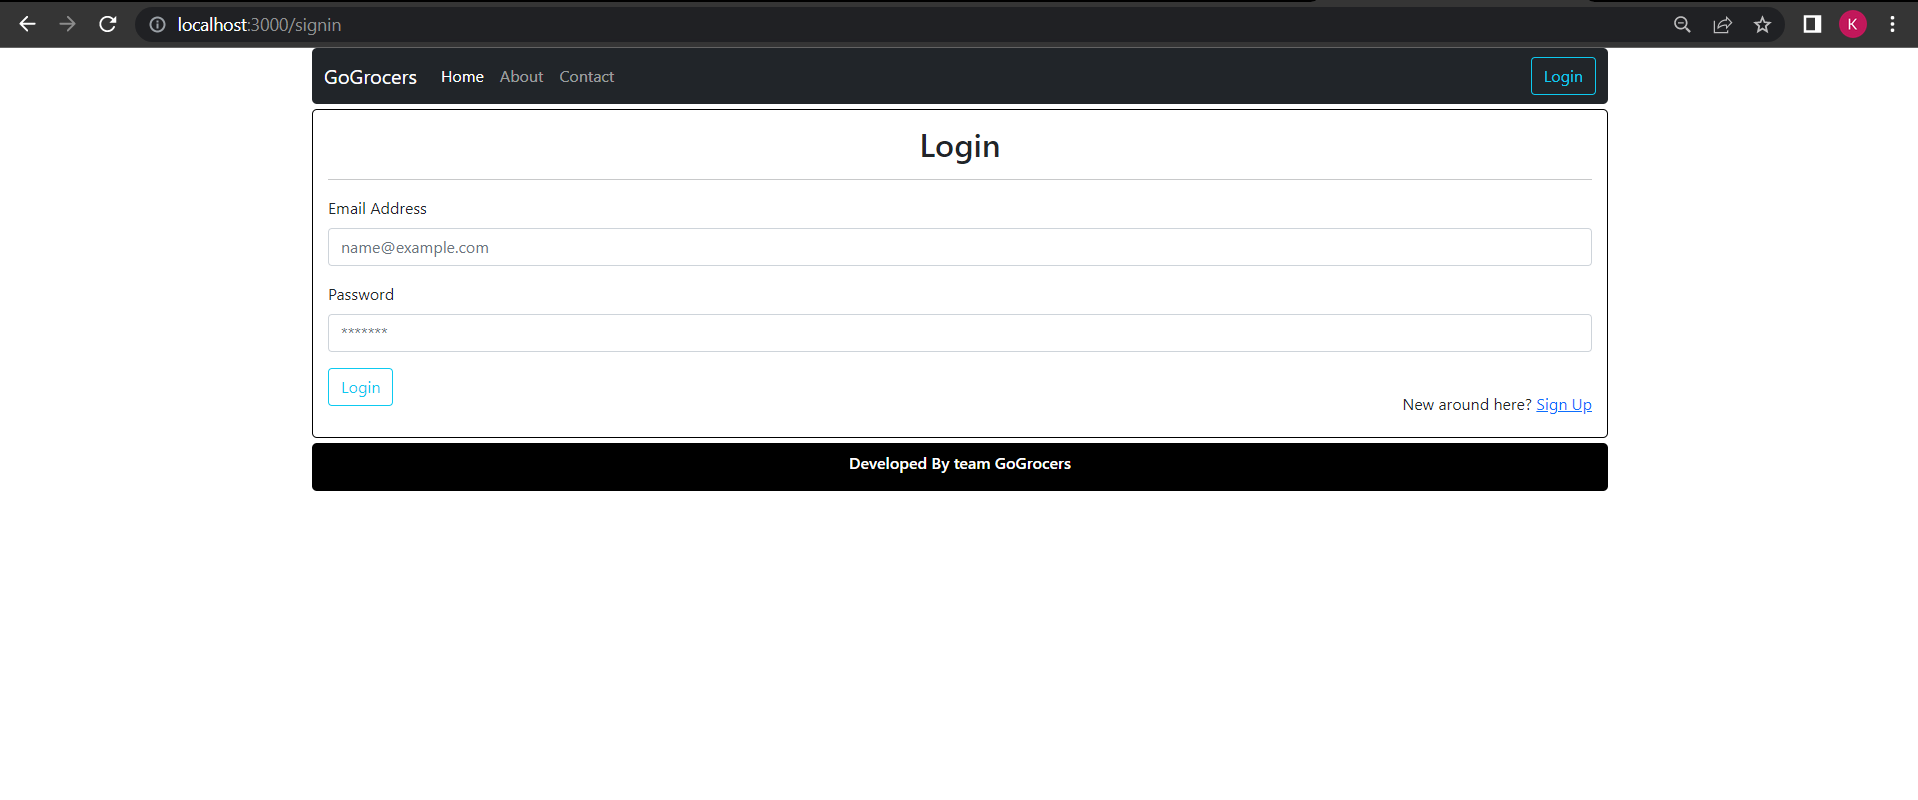 localhost:3000/signin
K
GoGrocers Home About Contact Login
Login
Email Address
name@example.com
Password
*******
Login
New around here? Sign Up
Developed By team GoGrocers